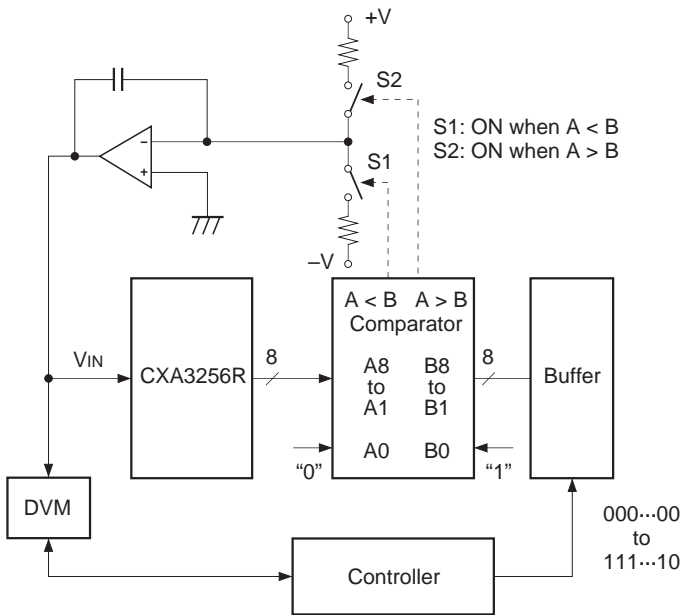 +V
S2
S1: ON when A < B
S2: ON when A > B
−
+
S1
–V
A < B A > B
Comparator
VIN
8
CXA3256R
A8
to
A1
B8
to
B1
8
Buffer
A0
B0
"0"
"1"
DVM
Controller
000···00
to
111···10